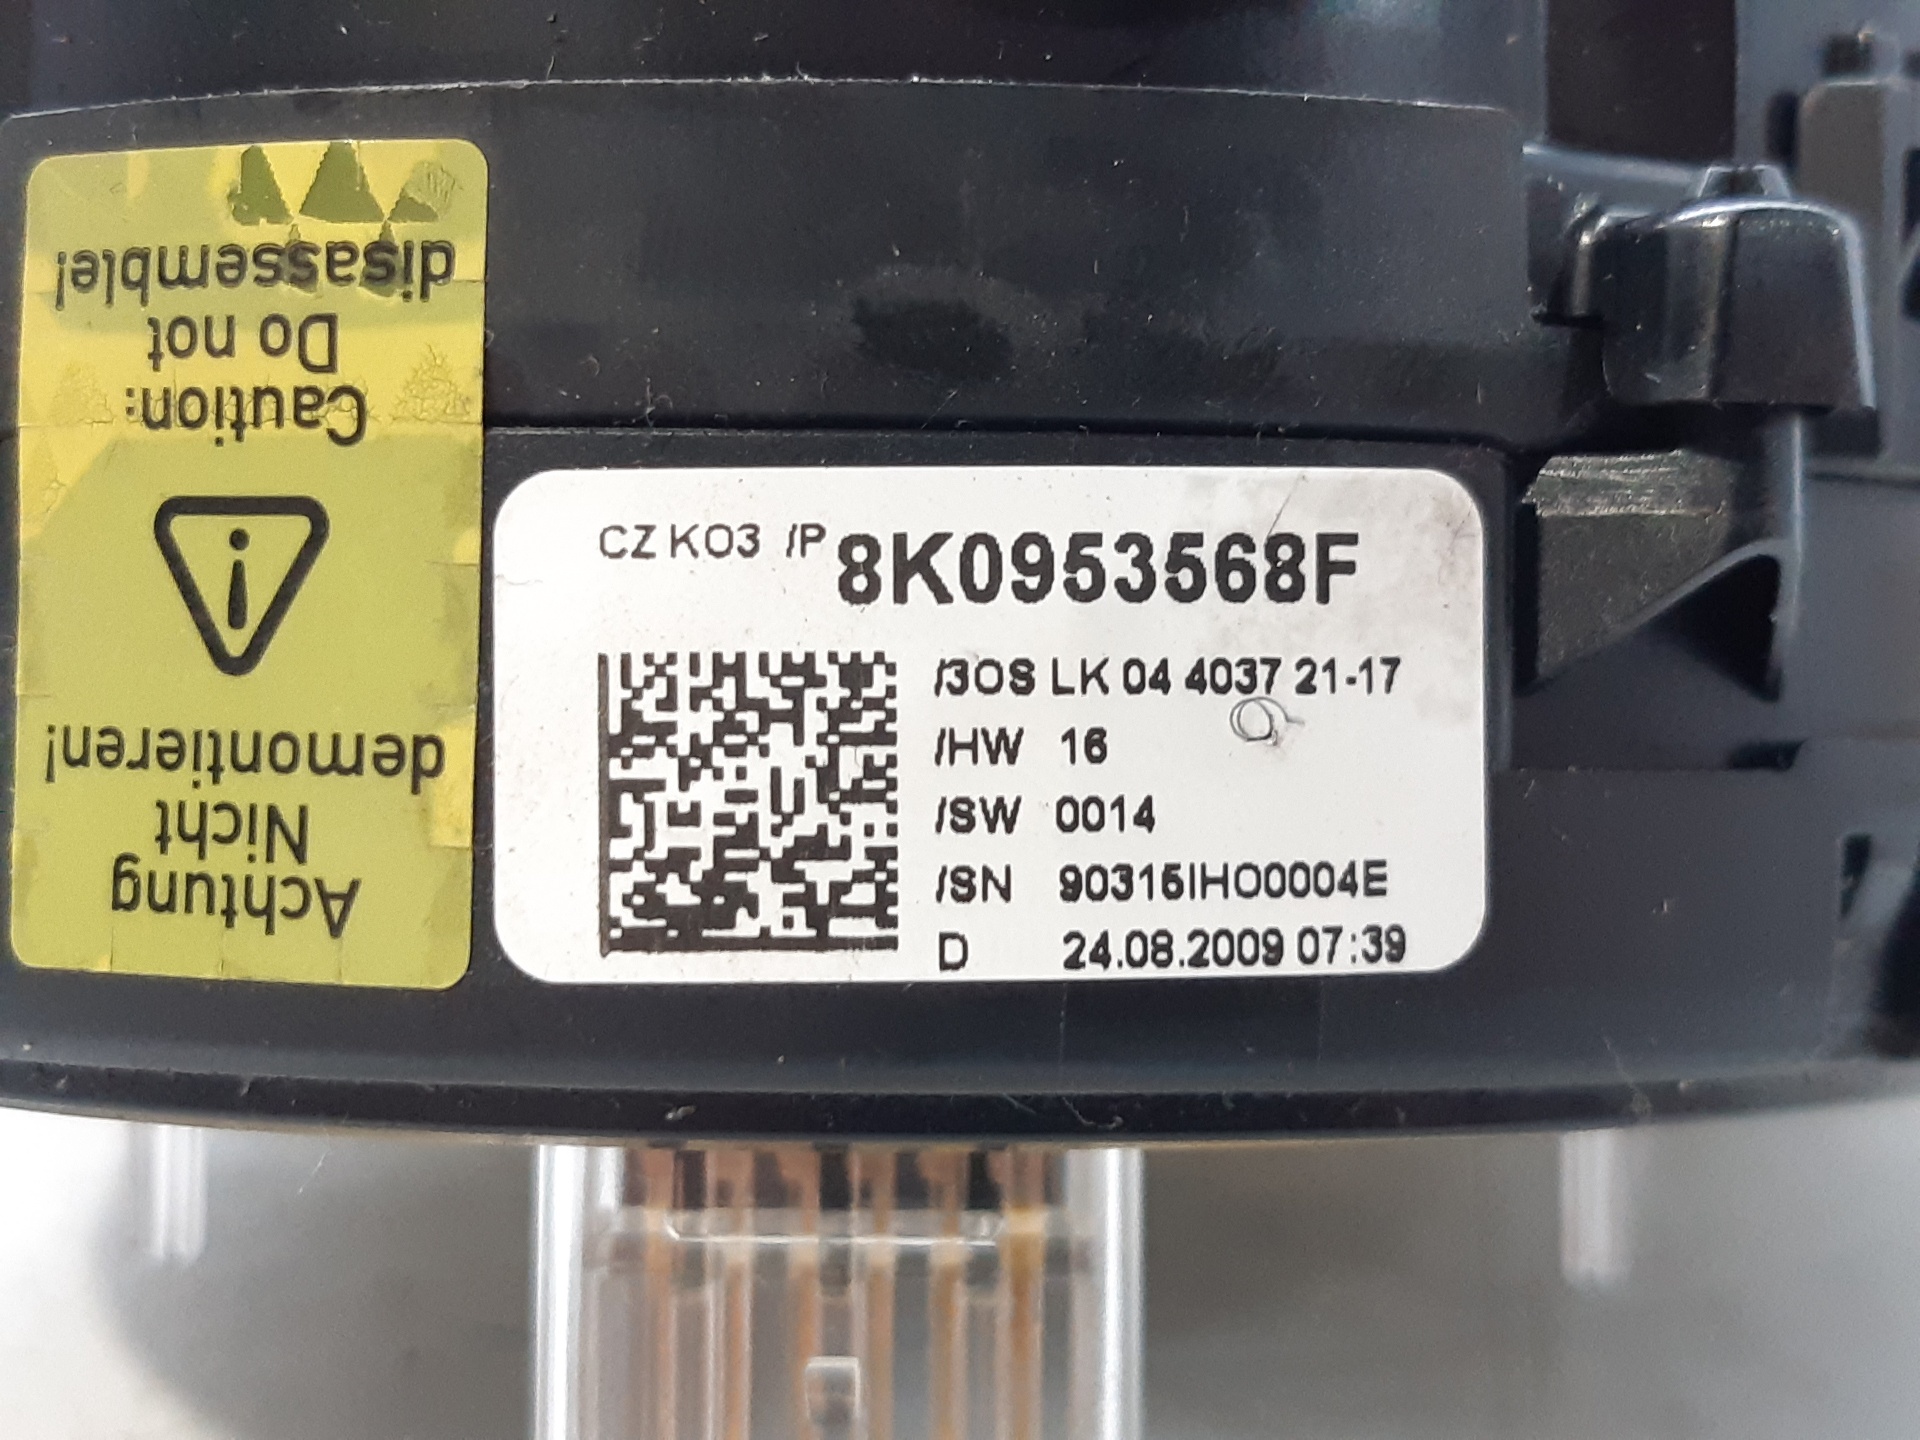 Achtung
Nicht
demontieren!
Caution:
Do not
disassemble!
CZ KO3 /P 8K0953568F
/3OS LK 04 4037 21-17
/HW 16
/SW 0014
/SN 90315IHO0004E
D 24.08.2009 07:39